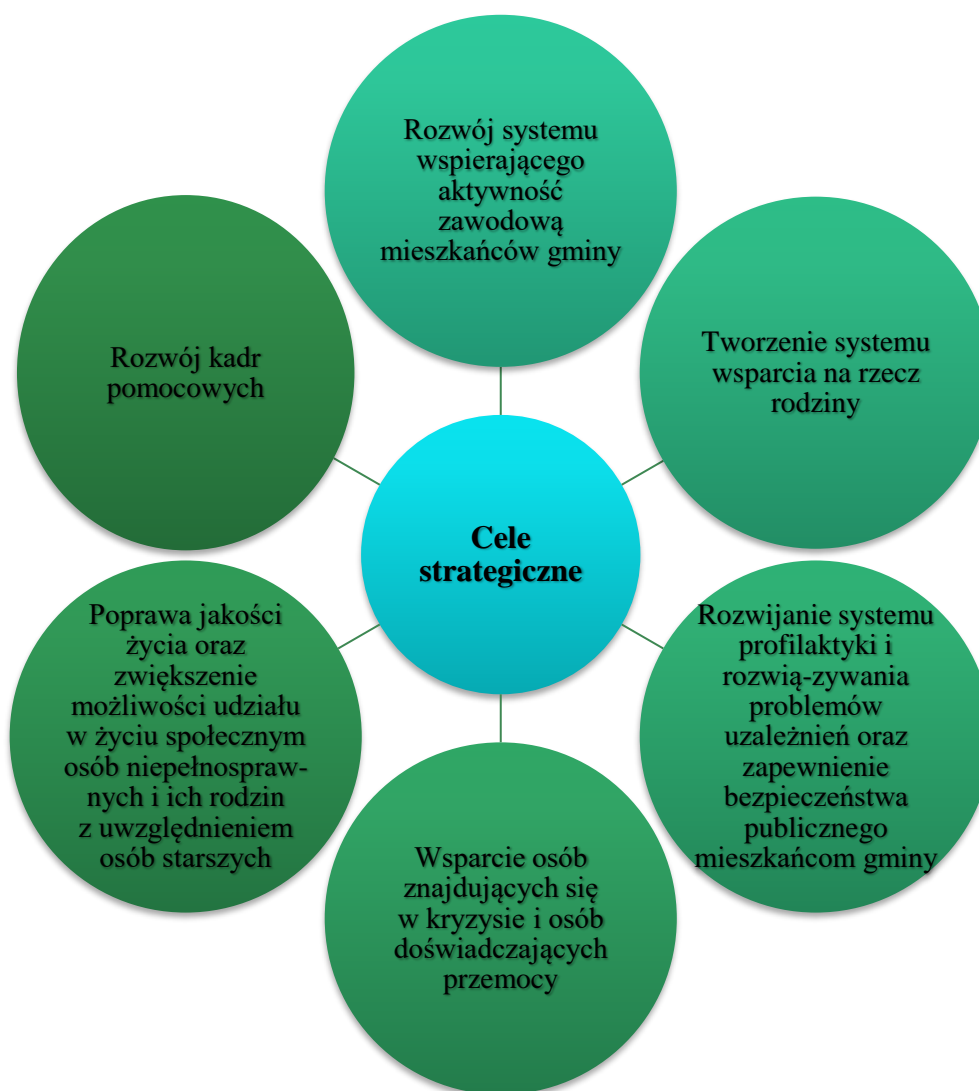 Rozwój systemu
wspierającego
aktywność
zawodową
mieszkańców gminy
Tworzenie systemu
wsparcia na rzecz
rodziny
Rozwijanie systemu
profilaktyki i
rozwią-zywania
problemów
uzależnień oraz
zapewnienie
bezpieczeństwa
publicznego
mieszkańcom gminy
Wsparcie osób
znajdujących się
w kryzysie i osób
doświadczających
przemocy
Poprawa jakości
życia oraz
zwiększenie
możliwości udziału
w życiu społecznym
osób niepełnospraw-
nych i ich rodzin
z uwzględnieniem
osób starszych
Rozwój kadr
pomocowych
Cele
strategiczne